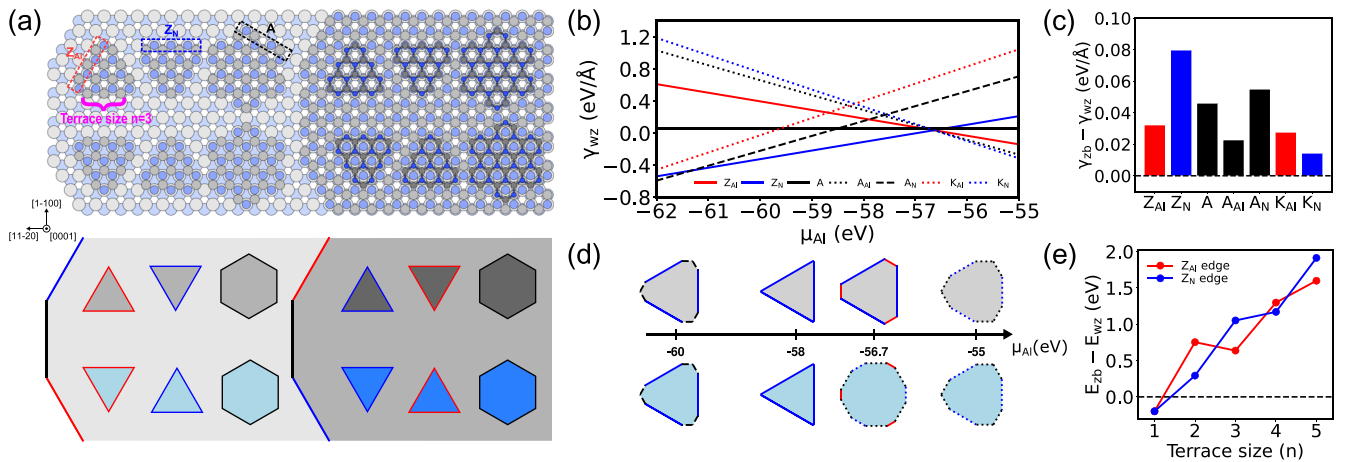 (a)
Z_Al
Z_N
A
Terrace size n=3
[1-100]
[11-20]
[0001]
(b)
γ_wz (eV/Å)
1.2
0.8
0.4
0.0
−0.4
−0.8
Z_Al Z_N A A_Al A_N K_Al K_N
−62 −61 −60 −59 −58 −57 −56 −55
μ_Al (eV)
(c)
γ_zb − γ_wz (eV/Å)
0.10
0.08
0.06
0.04
0.02
0.00
Z_Al Z_N A A_Al A_N K_Al K_N
(d)
-60 -58 -56.7 -55
μ_Al(eV)
(e)
E_zb − E_wz (eV)
2.0
1.5
1.0
0.5
0.0
Z_Al edge
Z_N edge
1 2 3 4 5
Terrace size (n)